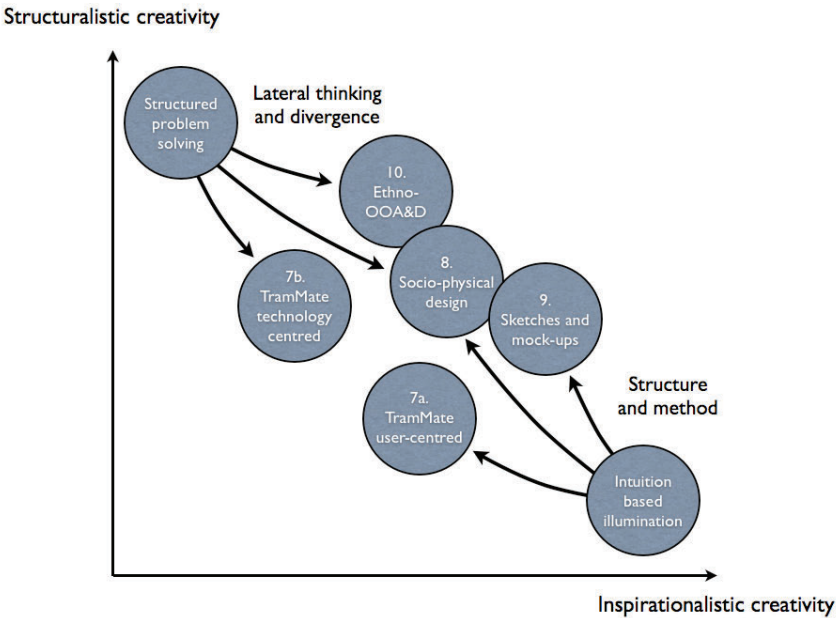 Structuralistic creativity
Structured
problem
solving
Lateral thinking
and divergence
10.
Ethno-
OOA&D
8.
Socio-physical
design
7b.
TramMate
technology
centred
9.
Sketches and
mock-ups
7a.
TramMate
user-centred
Structure
and method
Intuition
based
illumination
Inspirationalistic creativity